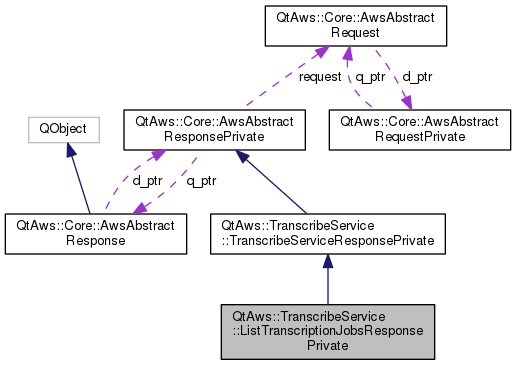 QtAws::Core::AwsAbstract
Request
request
q_ptr
d_ptr
QObject
QtAws::Core::AwsAbstract
ResponsePrivate
QtAws::Core::AwsAbstract
RequestPrivate
d_ptr
q_ptr
QtAws::Core::AwsAbstract
Response
QtAws::TranscribeService
::TranscribeServiceResponsePrivate
QtAws::TranscribeService
::ListTranscriptionJobsResponse
Private